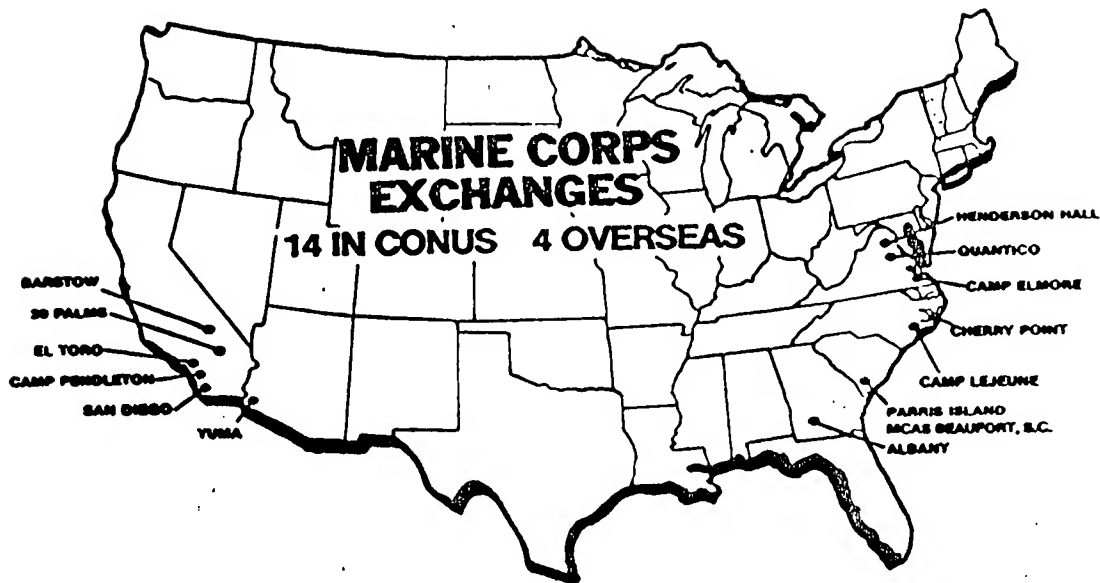 MARINE CORPS
EXCHANGES
14 IN CONUS 4 OVERSEAS
BARSTOW
29 PALMS
EL TORO
CAMP PENDLETON
SAN DIEGO
YUMA
HENDERSON HALL
QUANTICO
CAMP ELMORE
CHERRY POINT
CAMP LEJEUNE
PARRIS ISLAND
MCAS BEAUFORT, S.C.
ALBANY